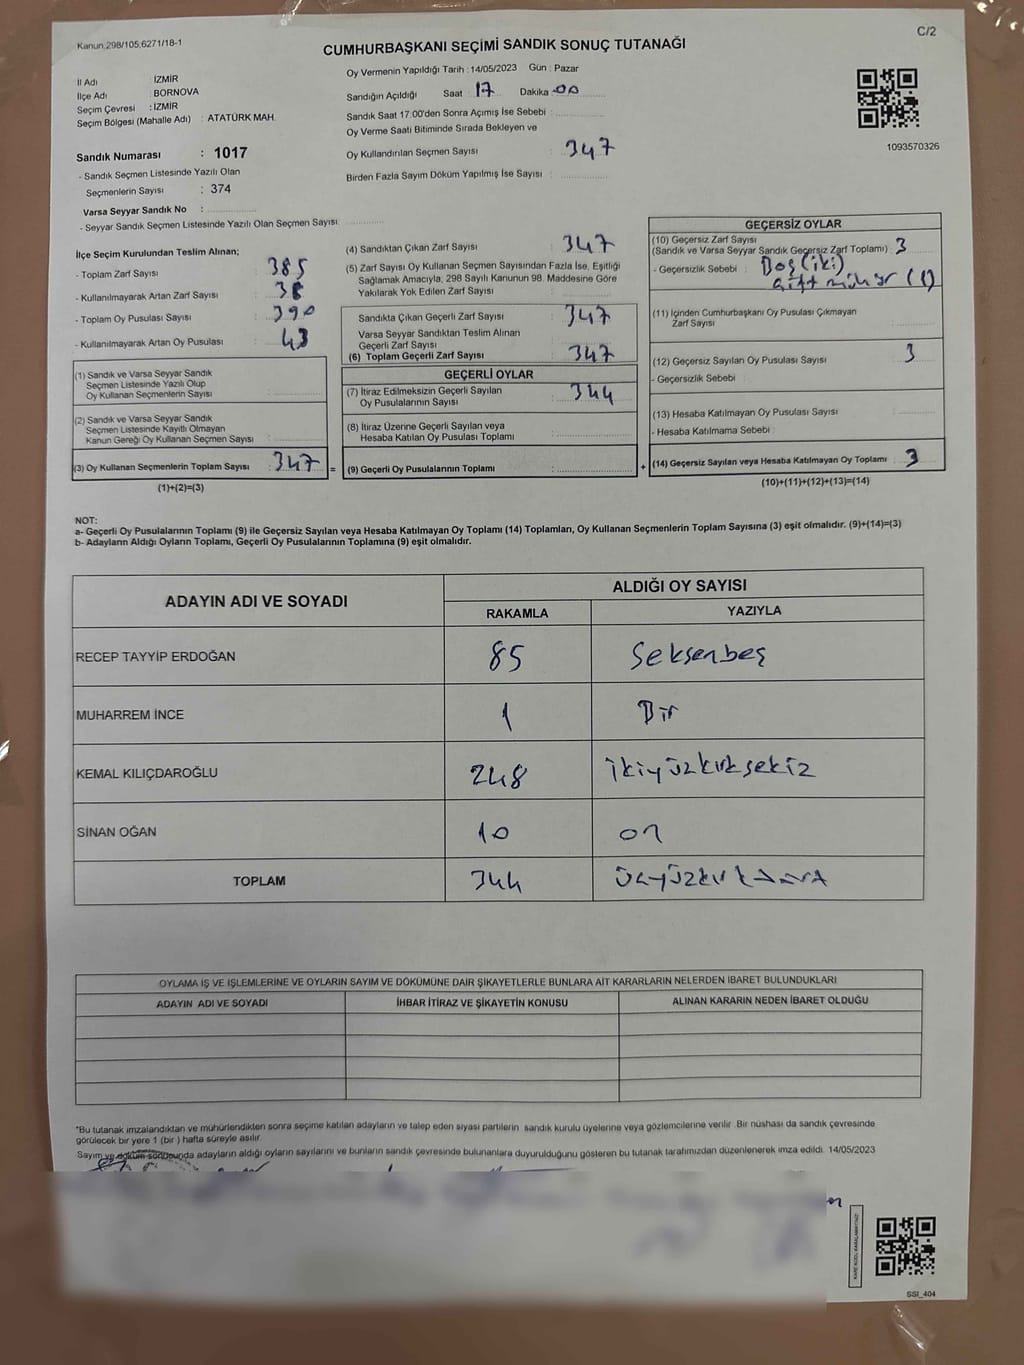 Kanun,298/105,6271/18-1
C/2
CUMHURBAŞKANI SEÇİMİ SANDIK SONUÇ TUTANAĞI
İl Adı : İZMİR
İlçe Adı : BORNOVA
Seçim Çevresi : İZMİR
Seçim Bölgesi (Mahalle Adı) : ATATÜRK MAH.
Sandık Numarası : 1017
- Sandık Seçmen Listesinde Yazılı Olan
Seçmenlerin Sayısı : 374
Varsa Seyyar Sandık No :
- Seyyar Sandık Seçmen Listesinde Yazılı Olan Seçmen Sayısı:
Oy Vermenin Yapıldığı Tarih : 14/05/2023 Gün : Pazar
Sandığın Açıldığı Saat : 17 Dakika : 00
Sandık Saat 17:00'den Sonra Açımış İse Sebebi :
Oy Verme Saati Bitiminde Sırada Bekleyen ve
Oy Kullandırılan Seçmen Sayısı : 347
Birden Fazla Sayım Döküm Yapılmış İse Sayısı :
1093570326
İlçe Seçim Kurulundan Teslim Alınan;
- Toplam Zarf Sayısı : 385
- Kullanılmayarak Artan Zarf Sayısı : 38
- Toplam Oy Pusulası Sayısı : 390
- Kullanılmayarak Artan Oy Pusulası : 43
(1) Sandık ve Varsa Seyyar Sandık
Seçmen Listesinde Yazılı Olup
Oy Kullanan Seçmenlerin Sayısı :
(2) Sandık ve Varsa Seyyar Sandık
Seçmen Listesinde Kayıtlı Olmayan
Kanun Gereği Oy Kullanan Seçmen Sayısı :
(3) Oy Kullanan Seçmenlerin Toplam Sayısı : 347
(1)+(2)=(3)
(4) Sandıktan Çıkan Zarf Sayısı : 347
(5) Zarf Sayısı Oy Kullanan Seçmen Sayısından Fazla İse, Eşitliği
Sağlamak Amacıyla, 298 Sayılı Kanunun 98. Maddesine Göre
Yakılarak Yok Edilen Zarf Sayısı :
Sandıkta Çıkan Geçerli Zarf Sayısı : 347
Varsa Seyyar Sandıktan Teslim Alınan
Geçerli Zarf Sayısı :
(6) Toplam Geçerli Zarf Sayısı : 347
GEÇERLİ OYLAR
(7) İtiraz Edilmeksizin Geçerli Sayılan
Oy Pusulalarının Sayısı : 344
(8) İtiraz Üzerine Geçerli Sayılan veya
Hesaba Katılan Oy Pusulası Toplamı :
= (9) Geçerli Oy Pusulalarının Toplamı :
GEÇERSİZ OYLAR
(10) Geçersiz Zarf Sayısı
(Sandık ve Varsa Seyyar Sandık Geçersiz Zarf Toplamı) : 3
- Geçersizlik Sebebi : Boş (iki)
çift mühür (1)
(11) İçinden Cumhurbaşkanı Oy Pusulası Çıkmayan
Zarf Sayısı :
(12) Geçersiz Sayılan Oy Pusulası Sayısı : 3
- Geçersizlik Sebebi :
(13) Hesaba Katılmayan Oy Pusulası Sayısı :
- Hesaba Katılmama Sebebi :
+ (14) Geçersiz Sayılan veya Hesaba Katılmayan Oy Toplamı : 3
(10)+(11)+(12)+(13)=(14)
NOT:
a- Geçerli Oy Pusulalarının Toplamı (9) ile Geçersiz Sayılan veya Hesaba Katılmayan Oy Toplamı (14) Toplamları, Oy Kullanan Seçmenlerin Toplam Sayısına (3) eşit olmalıdır. (9)+(14)=(3)
b- Adayların Aldığı Oyların Toplamı, Geçerli Oy Pusulalarının Toplamına (9) eşit olmalıdır.
ADAYIN ADI VE SOYADI ALDIĞI OY SAYISI
RAKAMLA YAZIYLA
RECEP TAYYİP ERDOĞAN 85 Seksenbeş
MUHARREM İNCE 1 Bir
KEMAL KILIÇDAROĞLU 248 ikiyüzkırksekiz
SİNAN OĞAN 10 on
TOPLAM 344 üçyüzkırkdört
OYLAMA İŞ VE İŞLEMLERİNE VE OYLARIN SAYIM VE DÖKÜMÜNE DAİR ŞİKAYETLERLE BUNLARA AİT KARARLARIN NELERDEN İBARET BULUNDUKLARI
ADAYIN ADI VE SOYADI İHBAR İTİRAZ VE ŞİKAYETİN KONUSU ALINAN KARARIN NEDEN İBARET OLDUĞU
*Bu tutanak imzalandıktan ve mühürlendikten sonra seçime katılan adayların ve talep eden siyasi partilerin sandık kurulu üyelerine veya gözlemcilerine verilir. Bir nüshası da sandık çevresinde
görülecek bir yere 1 (bir ) hafta süreyle asılır.
Sayım ve döküm sonucunda adayların aldığı oyların sayılarını ve bunların sandık çevresinde bulunanlara duyurulduğunu gösteren bu tutanak tarafımızdan düzenlenerek imza edildi. 14/05/2023
SSI_404